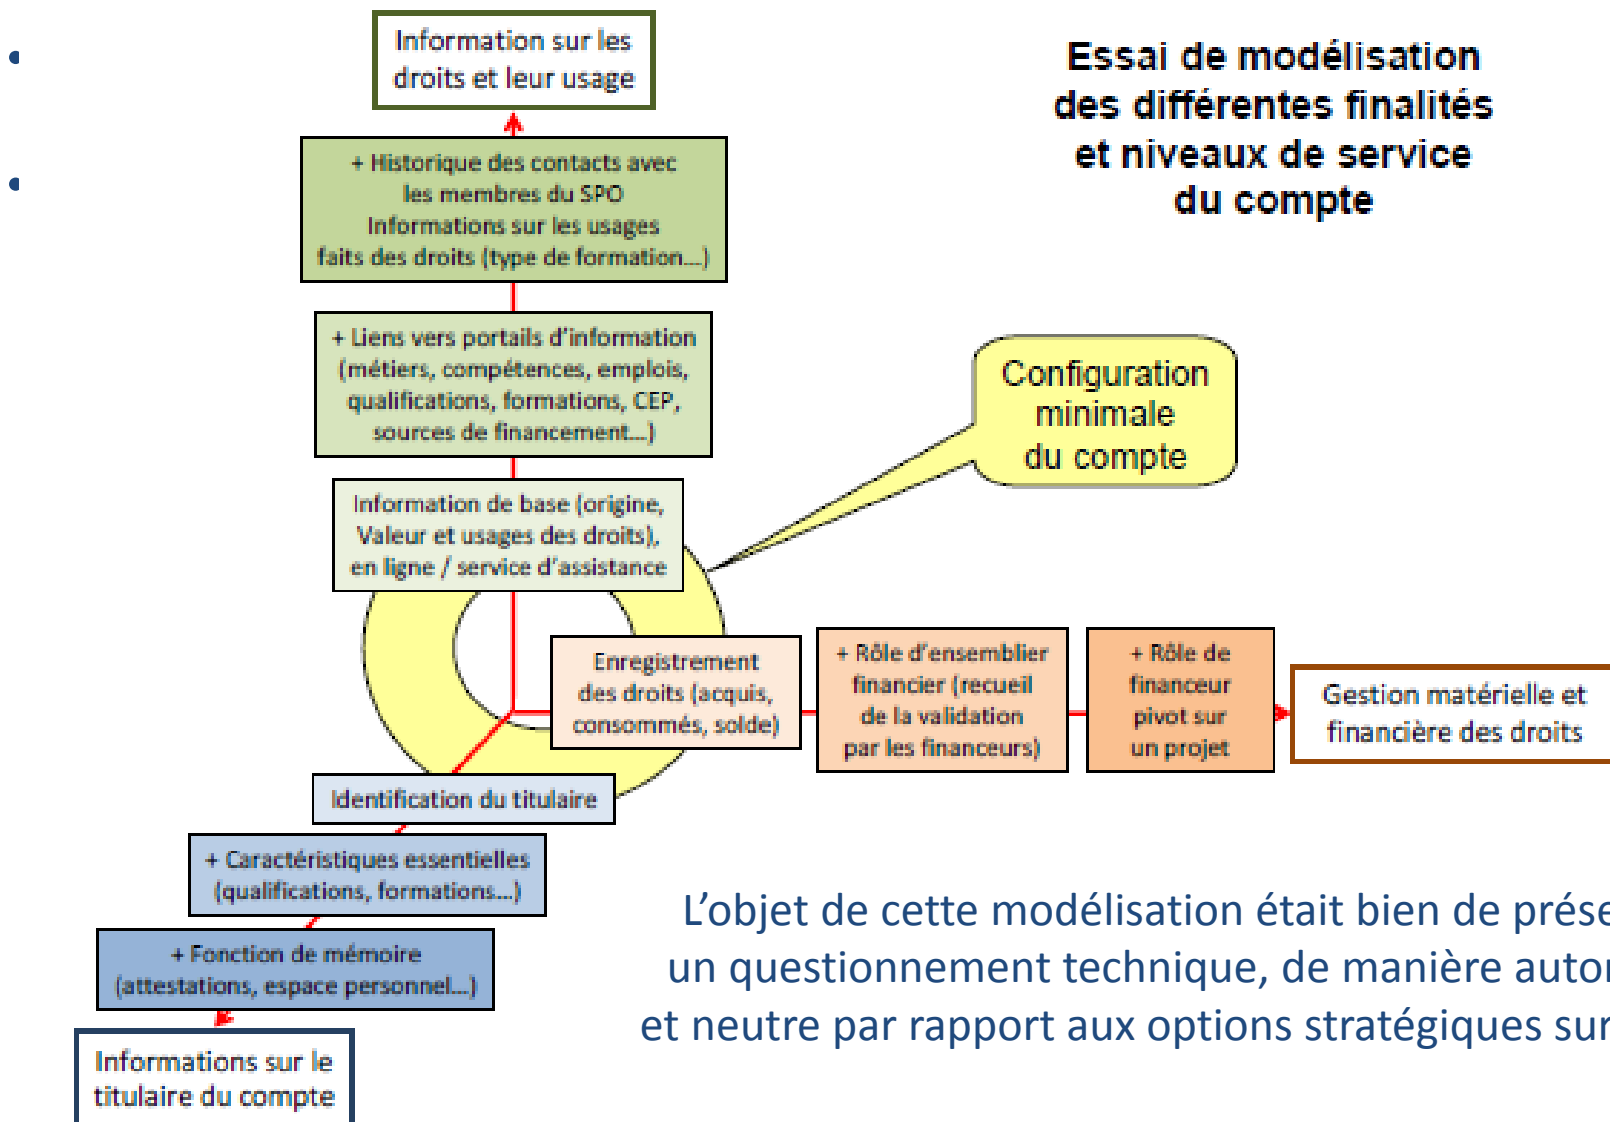 Information sur les
droits et leur usage
Essai de modélisation
des différentes finalités
et niveaux de service
du compte
+ Historique des contacts avec
les membres du SPO
Informations sur les usages
faits des droits (type de formation...)
+ Liens vers portails d'information
(métiers, compétences, emplois,
qualifications, formations, CEP,
sources de financement...)
Configuration
minimale
du compte
Information de base (origine,
Valeur et usages des droits),
en ligne / service d'assistance
Enregistrement
des droits (acquis,
consommés, solde)
+ Rôle d'ensemblier
financier (recueil
de la validation
par les financeurs)
+ Rôle de
financeur
pivot sur
un projet
Gestion matérielle et
financière des droits
Identification du titulaire
+ Caractéristiques essentielles
(qualifications, formations...)
+ Fonction de mémoire
(attestations, espace personnel...)
Informations sur le
titulaire du compte
L'objet de cette modélisation était bien de
un questionnement technique, de manière
et neutre par rapport aux options stratégiques sur